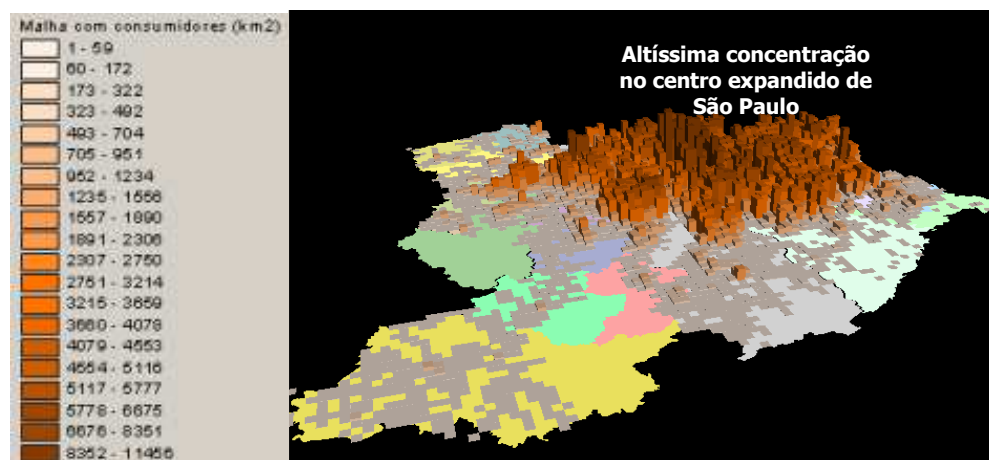 Malha com consumidores (km2)
1 - 59
60 - 172
173 - 322
323 - 492
493 - 704
705 - 951
952 - 1234
1235 - 1556
1557 - 1890
1891 - 2306
2307 - 2750
2751 - 3214
3215 - 3659
3660 - 4078
4079 - 4553
4554 - 5116
5117 - 5777
5778 - 6675
6676 - 8351
8352 - 11456
Altíssima concentração
no centro expandido de
São Paulo